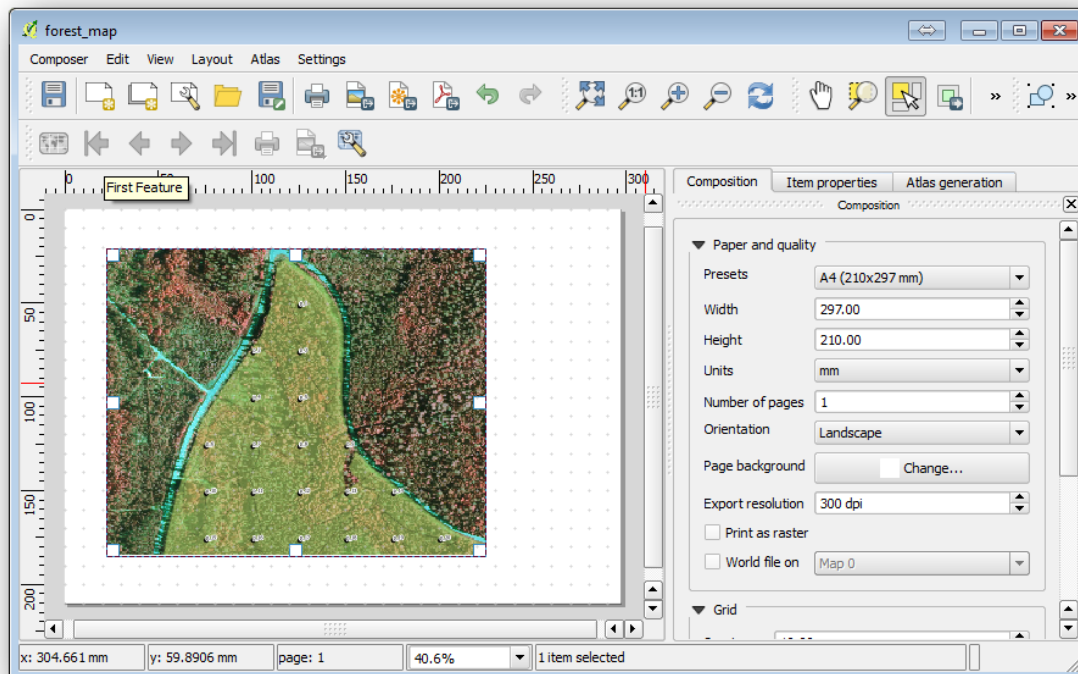 forest_map
Composer Edit View Layout Atlas Settings
1:1
» »
First Feature
0 50 100 150 200 250 300
0
50
100
150
200
Composition Item properties Atlas generation
Composition
Paper and quality
Presets A4 (210x297 mm)
Width 297.00
Height 210.00
Units mm
Number of pages 1
Orientation Landscape
Page background Change...
Export resolution 300 dpi
Print as raster
World file on Map 0
Grid
x: 304.661 mm y: 59.8906 mm page: 1 40.6% 1 item selected